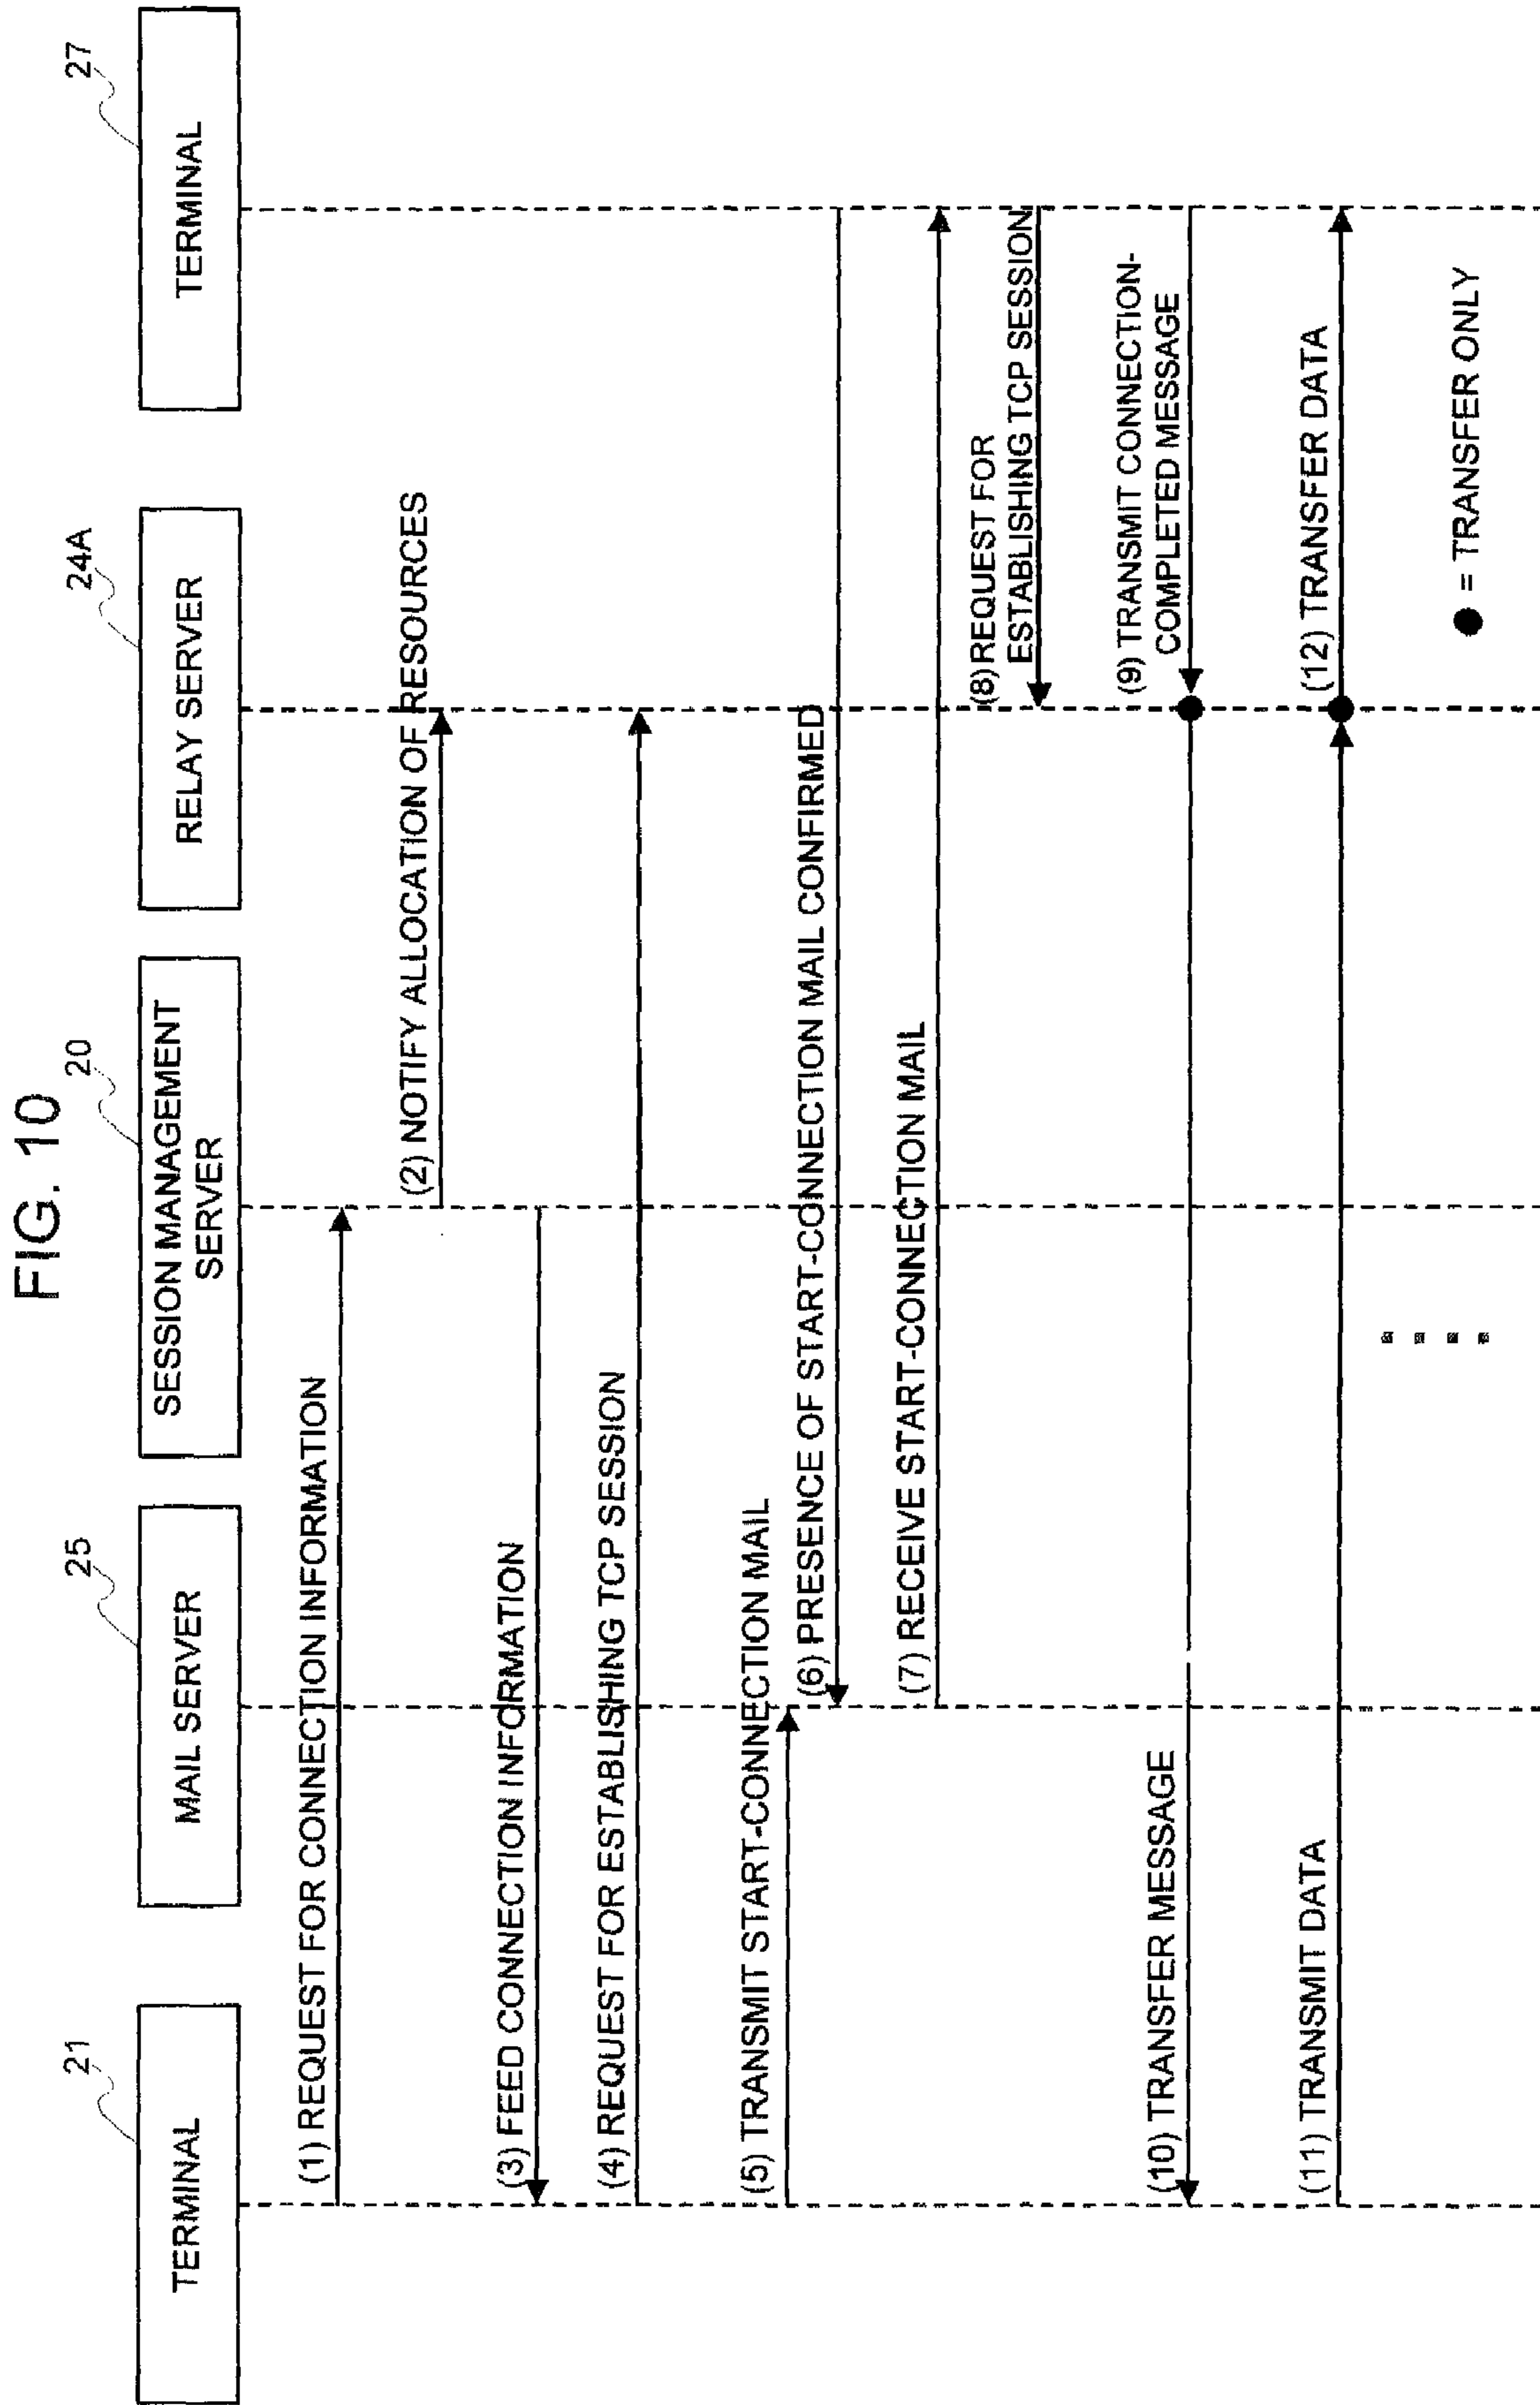 FIG. 10
21
25
20
24A
27
TERMINAL
MAIL SERVER
SESSION MANAGEMENT
SERVER
RELAY SERVER
TERMINAL
(1) REQUEST FOR CONNECTION INFORMATION
(2) NOTIFY ALLOCATION OF RESOURCES
(3) FEED CONNECTION INFORMATION
(4) REQUEST FOR ESTABLISHING TCP SESSION
(5) TRANSMIT START-CONNECTION MAIL
(6) PRESENCE OF START-CONNECTION MAIL CONFIRMED
(7) RECEIVE START-CONNECTION MAIL
(8) REQUEST FOR
ESTABLISHING TCP SESSION
(9) TRANSMIT CONNECTION-
COMPLETED MESSAGE
(10) TRANSFER MESSAGE
(11) TRANSMIT DATA
(12) TRANSFER DATA
● = TRANSFER ONLY